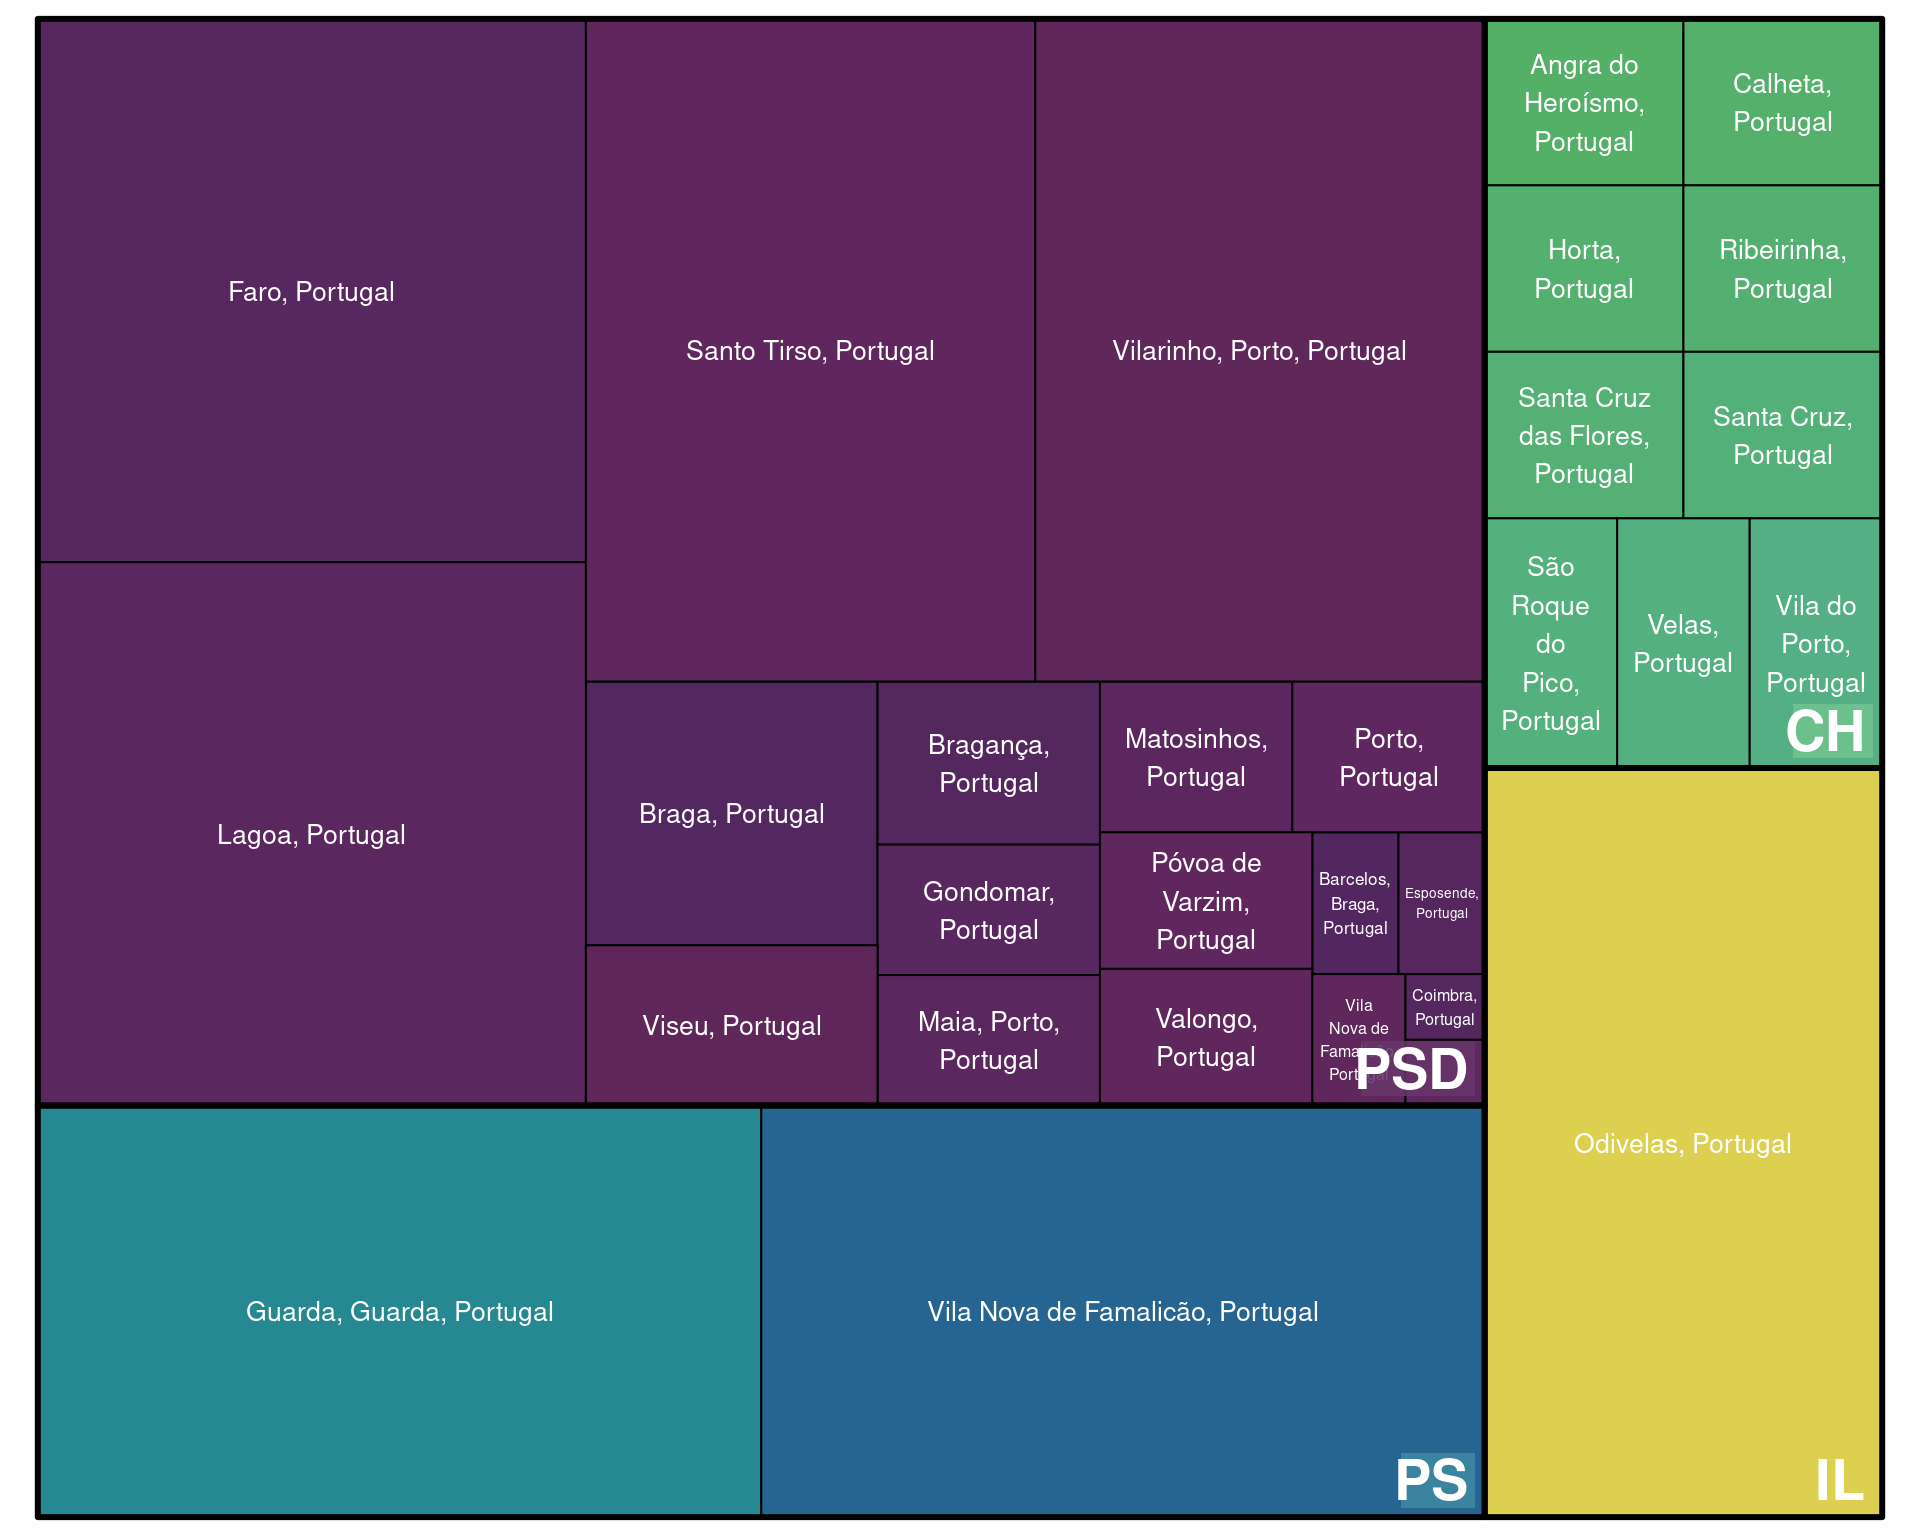 Faro, Portugal
Santo Tirso, Portugal
Vilarinho, Porto, Portugal
Lagoa, Portugal
Braga, Portugal
Viseu, Portugal
Bragança,
Portugal
Gondomar,
Portugal
Maia, Porto,
Portugal
Matosinhos,
Portugal
Porto,
Portugal
Póvoa de
Varzim,
Portugal
Valongo,
Portugal
Barcelos,
Braga,
Portugal
Esposende,
Portugal
Vila
Nova de
Coimbra,
Portugal
PSD
Guarda, Guarda, Portugal
Vila Nova de Famalicão, Portugal
PS
Angra do
Heroísmo,
Portugal
Calheta,
Portugal
Horta,
Portugal
Ribeirinha,
Portugal
Santa Cruz
das Flores,
Portugal
Santa Cruz,
Portugal
São
Roque
do
Pico,
Portugal
Velas,
Portugal
Vila do
Porto,
Portugal
CH
Odivelas, Portugal
IL